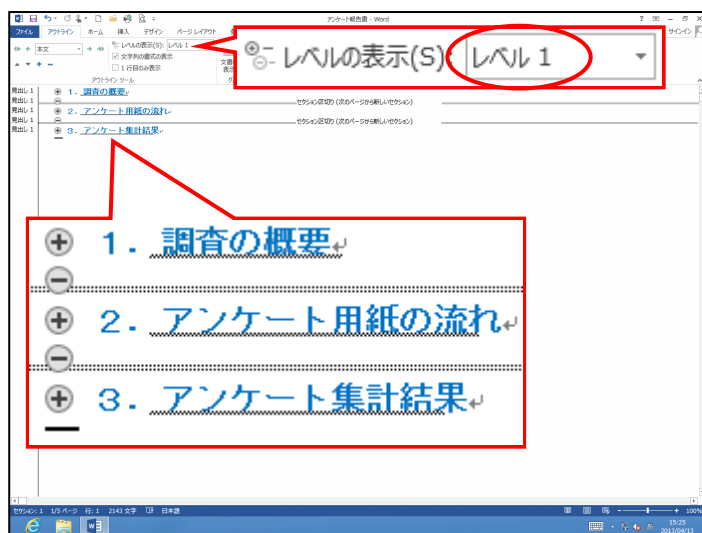 アンケート報告書 - Word
ファイル アウトライン ホーム 挿入 デザイン ページ レイアウト サインイン
本文
レベルの表示(S): レベル 1
文字列の書式の表示
1 行目のみ表示
アウトライン ツール
レベルの表示(S): レベル 1
見出し 1 1. 調査の概要↵
セクション区切り (次のページから新しいセクション)
見出し 1 2. アンケート用紙の流れ↵
見出し 1
セクション区切り (次のページから新しいセクション)
見出し 1 3. アンケート集計結果↵
1. 調査の概要↵
2. アンケート用紙の流れ↵
3. アンケート集計結果↵
セクション: 1 1/5 ページ 行: 1 2143 文字 日本語 100%
15:25
2013/04/13